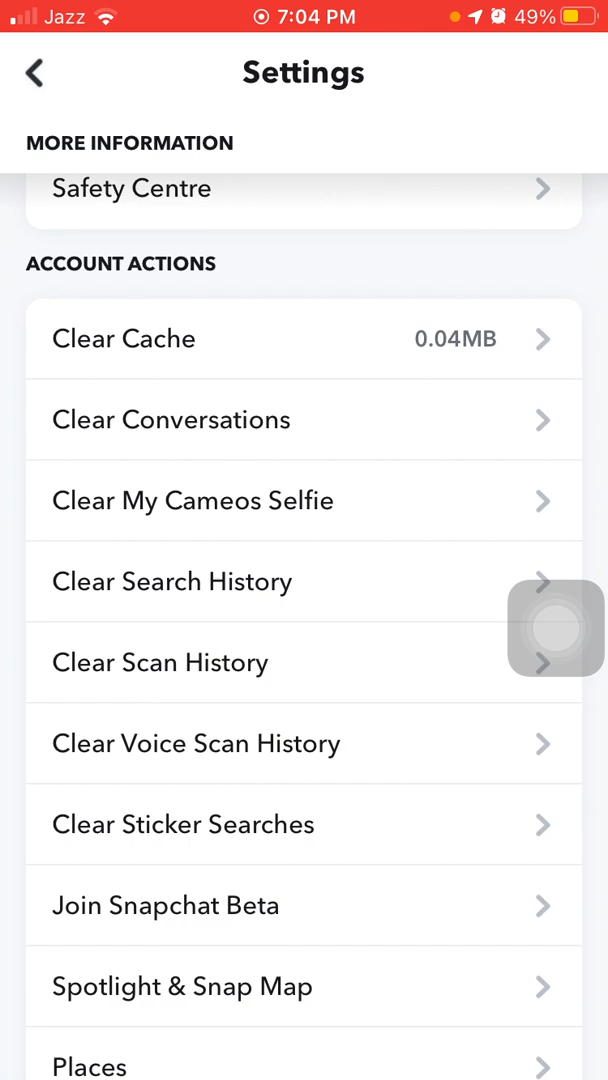 Jazz 7:04 PM 49%
Settings
MORE INFORMATION
Safety Centre
ACCOUNT ACTIONS
Clear Cache 0.04MB
Clear Conversations
Clear My Cameos Selfie
Clear Search History
Clear Scan History
Clear Voice Scan History
Clear Sticker Searches
Join Snapchat Beta
Spotlight & Snap Map
Places